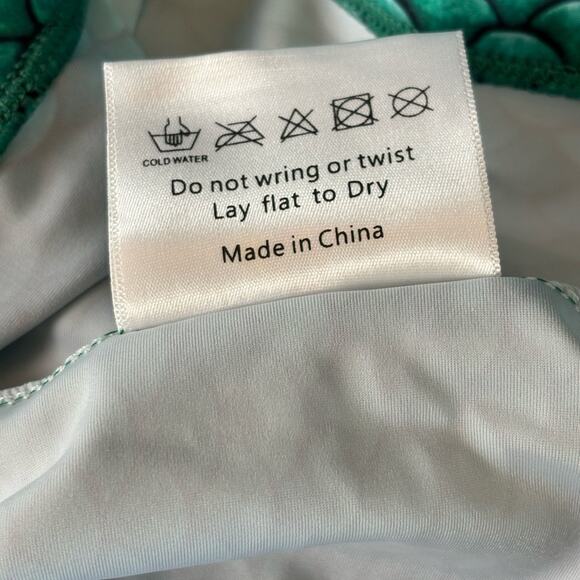 COLD WATER
Do not wring or twist
Lay flat to Dry
Made in China